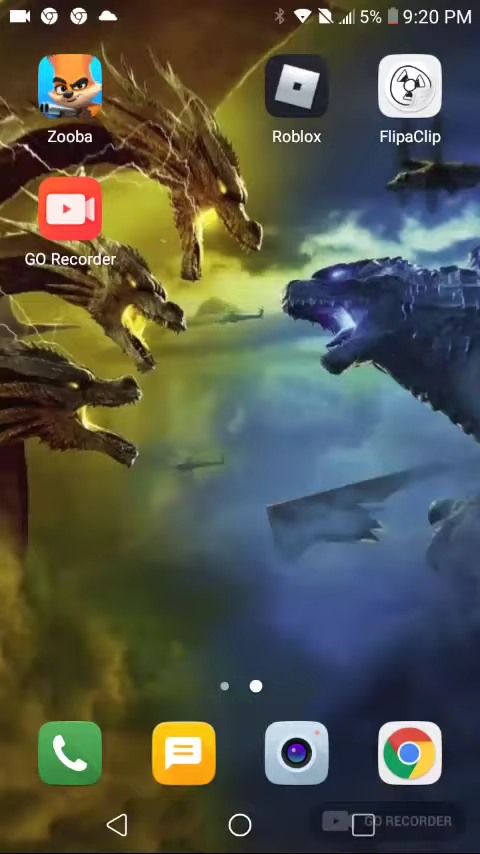 5% 9:20 PM
Zooba
Roblox
FlipaClip
GO Recorder
GO RECORDER